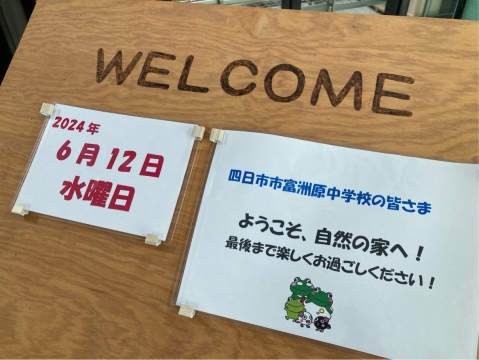 WELCOME
2024年
6月12日
水曜日
四日市市富洲原中学校の皆さま
ようこそ、自然の家へ！
最後まで楽しくお過ごしください！